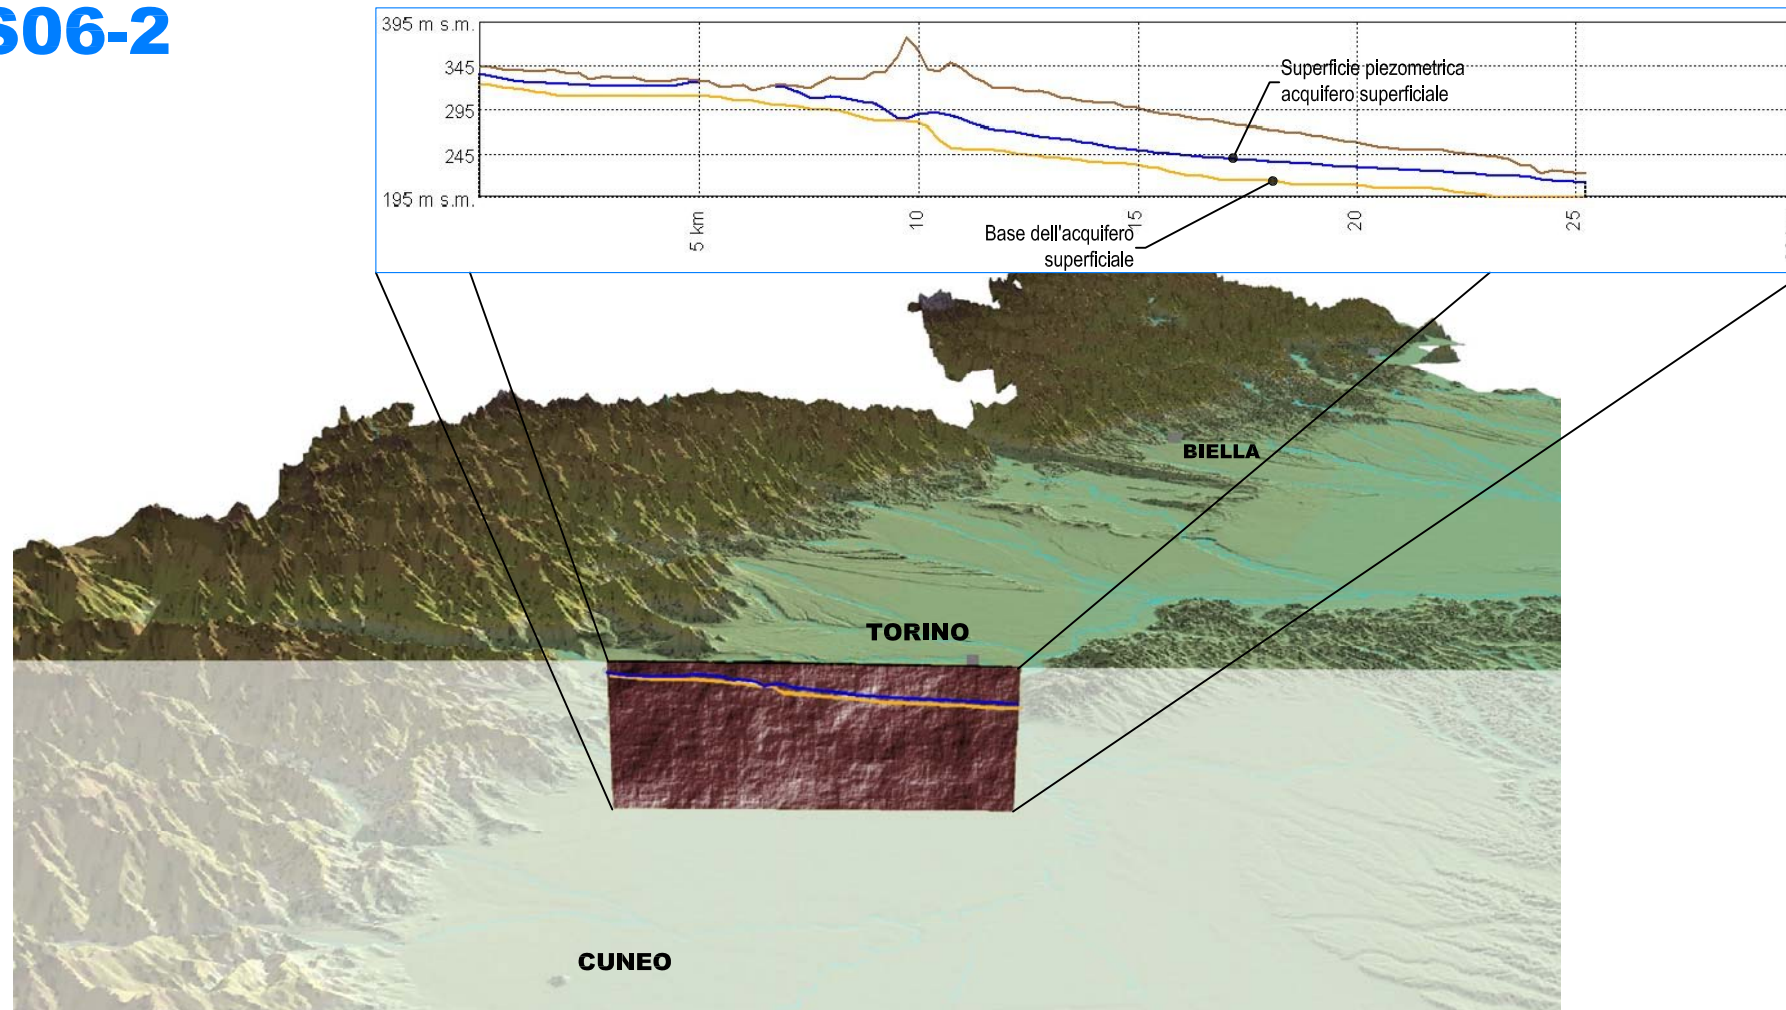 S06-2
395 m s.m.
345
295
245
195 m s.m.
Superficie piezometrica
acquifero superficiale
Base dell'acquifero
superficiale
5 km
10
15
20
25
BIELLA
TORINO
CUNEO